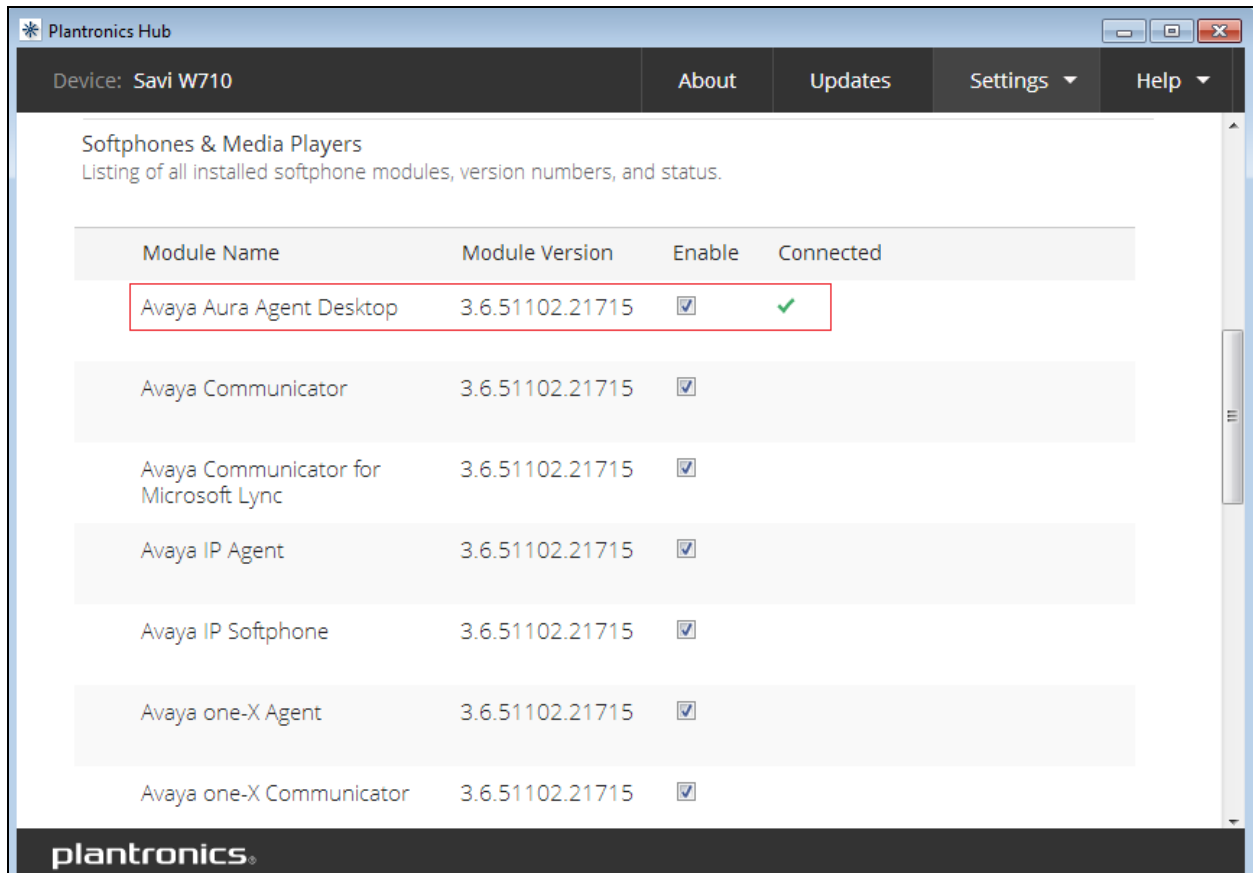 Plantronics Hub
Device: Savi W710 About Updates Settings Help
Softphones & Media Players
Listing of all installed softphone modules, version numbers, and status.
Module Name Module Version Enable Connected
Avaya Aura Agent Desktop 3.6.51102.21715
Avaya Communicator 3.6.51102.21715
Avaya Communicator for 3.6.51102.21715
Microsoft Lync
Avaya IP Agent 3.6.51102.21715
Avaya IP Softphone 3.6.51102.21715
Avaya one-X Agent 3.6.51102.21715
Avaya one-X Communicator 3.6.51102.21715
plantronics®